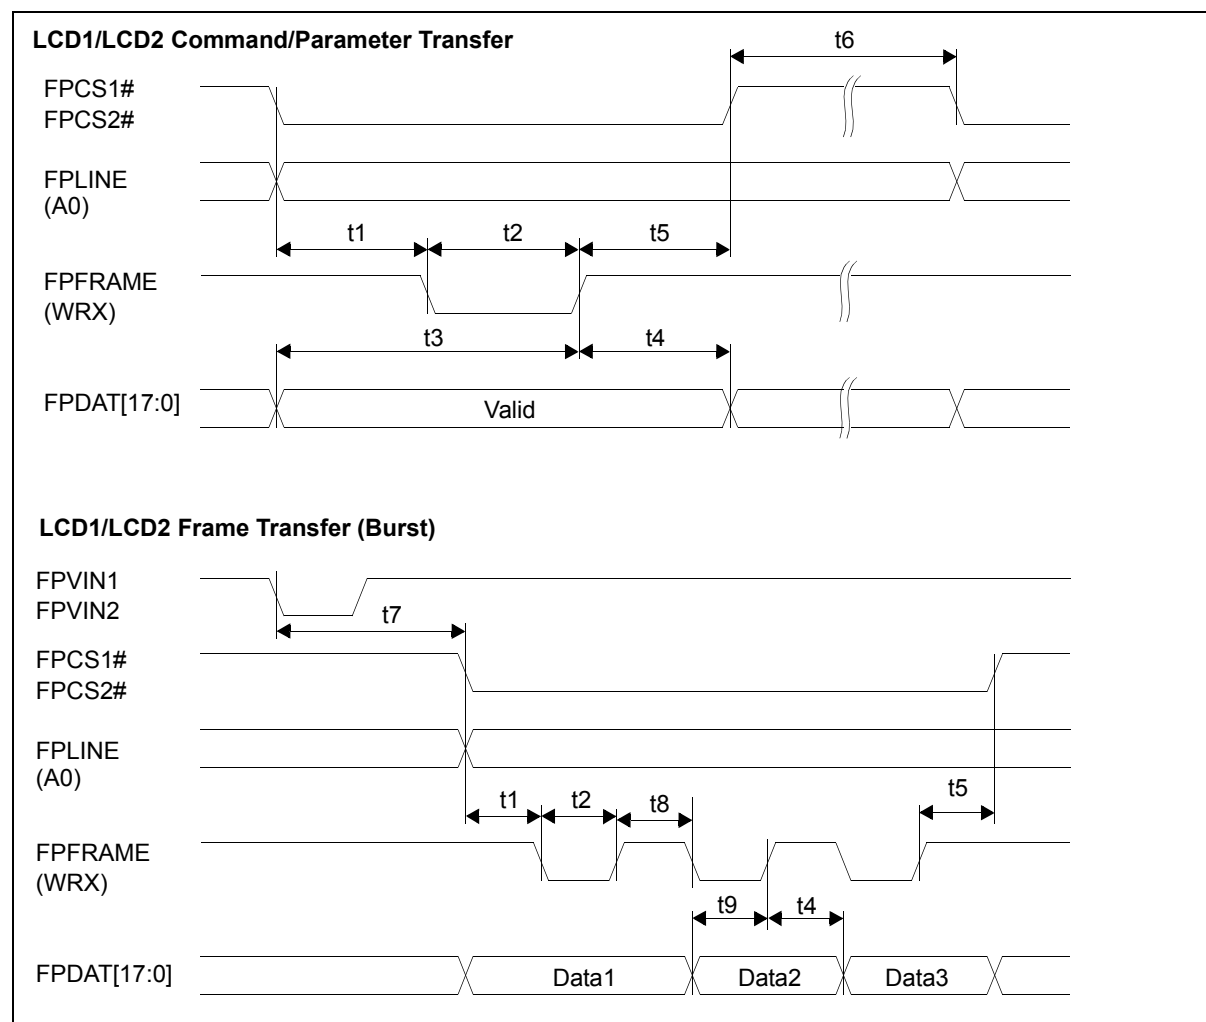 LCD1/LCD2 Command/Parameter Transfer
t6
FPCS1#
FPCS2#
FPLINE
(A0)
t1 t2 t5
FPFRAME
(WRX)
t3 t4
FPDAT[17:0]
Valid
LCD1/LCD2 Frame Transfer (Burst)
FPVIN1
FPVIN2
t7
FPCS1#
FPCS2#
FPLINE
(A0)
t1 t2 t8 t5
FPFRAME
(WRX)
t9 t4
FPDAT[17:0]
Data1 Data2 Data3